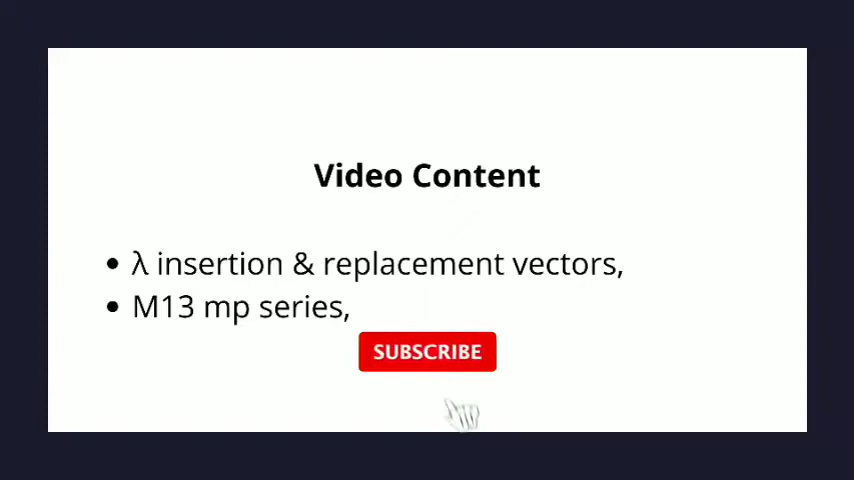 Video Content
• λ insertion & replacement vectors,
• M13 mp series,
SUBSCRIBE